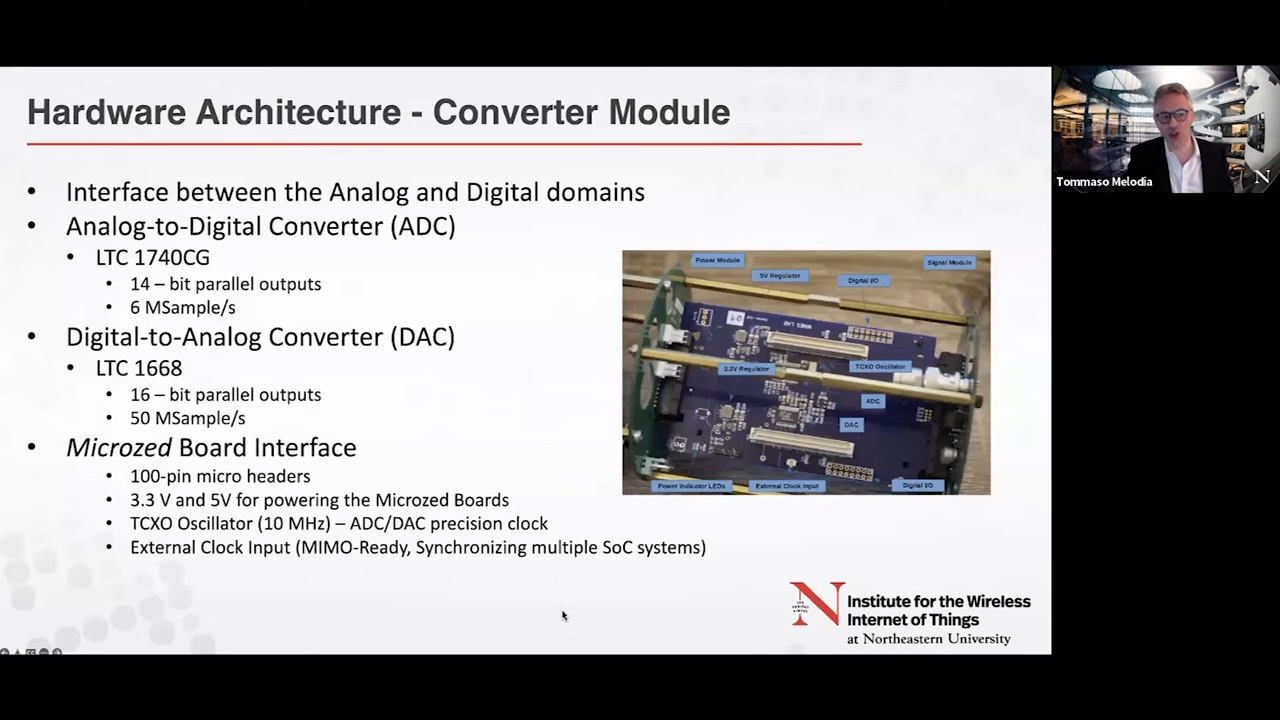 Hardware Architecture - Converter Module
• Interface between the Analog and Digital domains
• Analog-to-Digital Converter (ADC)
• LTC 1740CG
• 14 – bit parallel outputs
• 6 MSample/s
• Digital-to-Analog Converter (DAC)
• LTC 1668
• 16 – bit parallel outputs
• 50 MSample/s
• Microzed Board Interface
• 100-pin micro headers
• 3.3 V and 5V for powering the Microzed Boards
• TCXO Oscillator (10 MHz) – ADC/DAC precision clock
• External Clock Input (MIMO-Ready, Synchronizing multiple SoC systems)
Power Module
5V Regulator
Digital I/O
Signal Module
3.3V Regulator
TCXO Oscillator
ADC
DAC
Power Indicator LEDs
External Clock Input
Digital I/O
N
Institute for the Wireless
Internet of Things
at Northeastern University
Tommaso Melodia
N